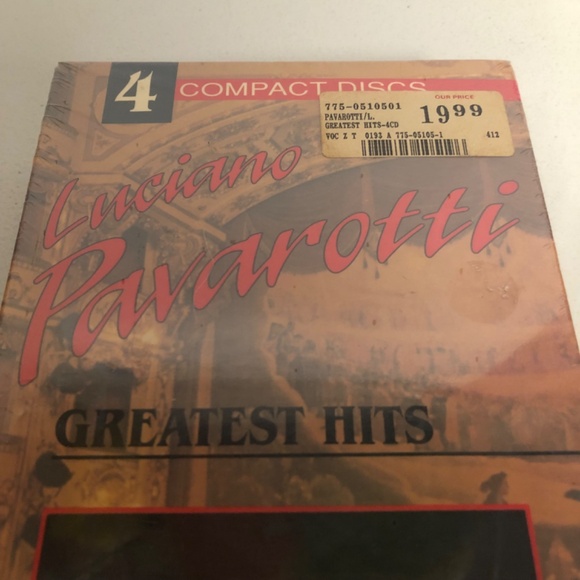 4 COMPACT DISCS
775-0510501
OUR PRICE
PAVAROTTI/L.
1999
GREATEST HITS-4CD
VOC Z T 0193 A 775-05105-1 412
Luciano
Pavarotti
GREATEST HITS